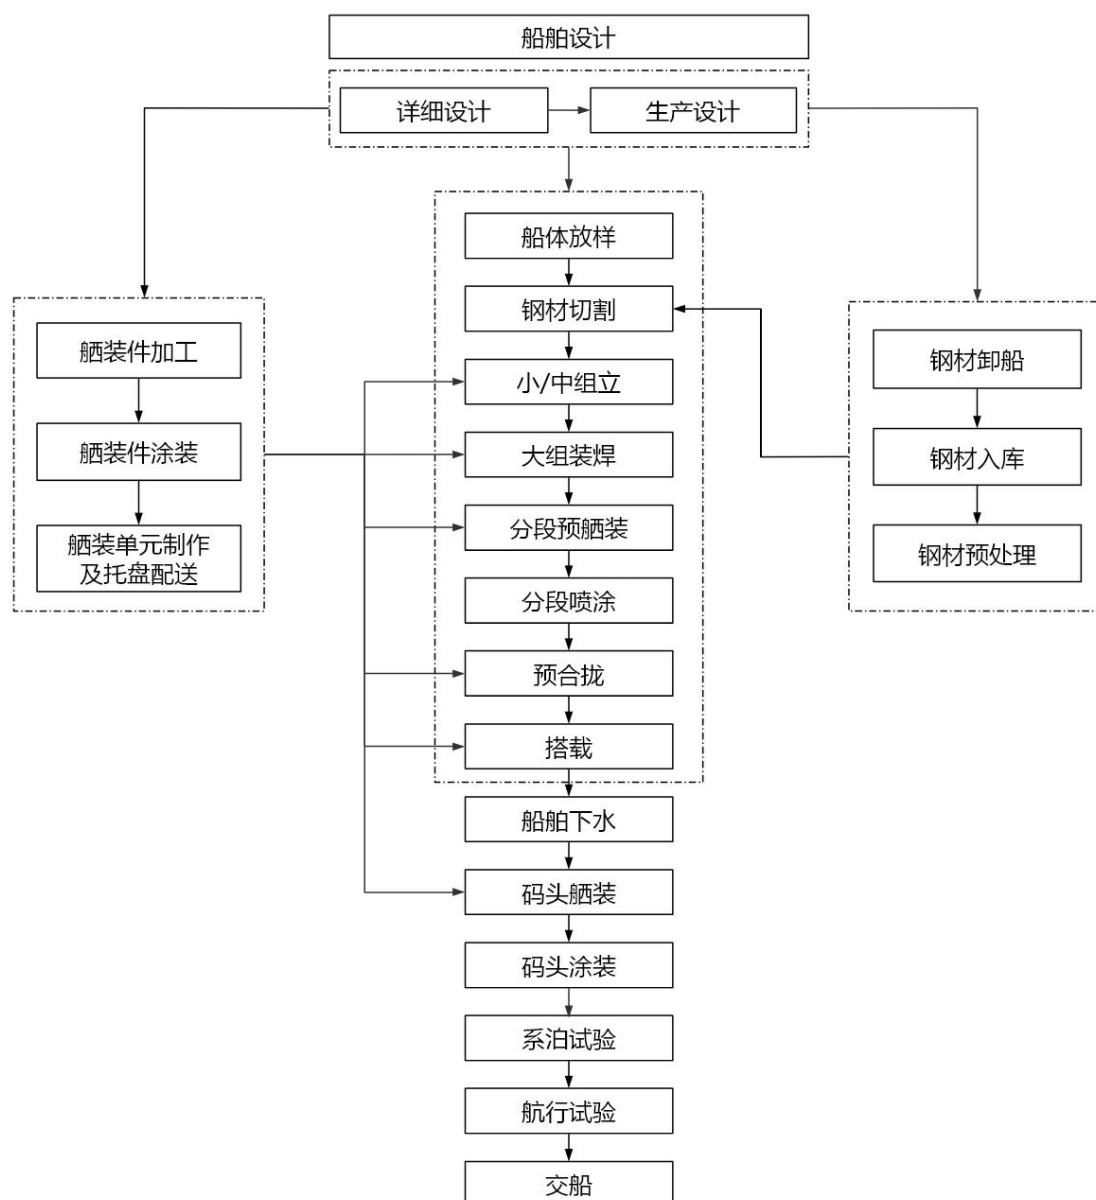 船舶设计
详细设计
生产设计
船体放样
钢材切割
小/中组立
大组装焊
分段预舾装
分段喷涂
预合拢
搭载
船舶下水
码头舾装
码头涂装
系泊试验
航行试验
交船
舾装件加工
舾装件涂装
舾装单元制作
及托盘配送
钢材卸船
钢材入库
钢材预处理